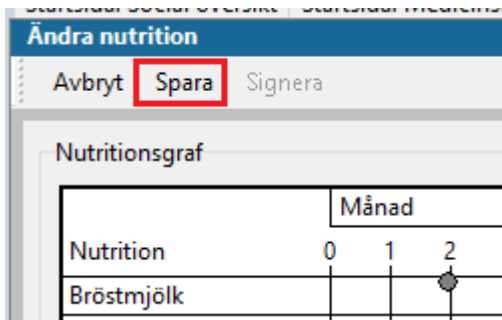 Ändra nutrition
Avbryt Spara Signera
Nutritionsgraf
Månad
Nutrition 0 1 2
Bröstmjölk